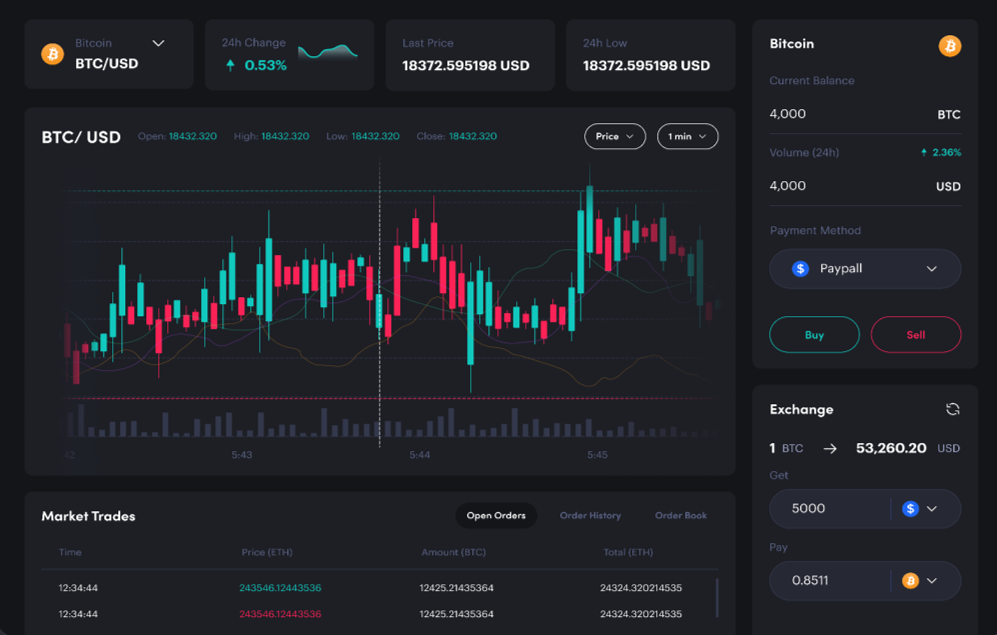 Bitcoin
BTC/USD
24h Change
0.53%
Last Price
18372.595198 USD
24h Low
18372.595198 USD
BTC/ USD
Open: 18432.320
High: 18432.320
Low: 18432.320
Close: 18432.320
Price
1 min
42
5:43
5:44
5:45
Market Trades
Open Orders
Order History
Order Book
Time
Price (ETH)
Amount (BTC)
Total (ETH)
12:34:44
243546.12443536
12425.21435364
24324.320214535
12:34:44
243546.12443536
12425.21435364
24324.320214535
Bitcoin
Current Balance
4,000 BTC
Volume (24h) 2.36%
4,000 USD
Payment Method
Paypall
Buy
Sell
Exchange
1 BTC → 53,260.20 USD
Get
5000
Pay
0.8511